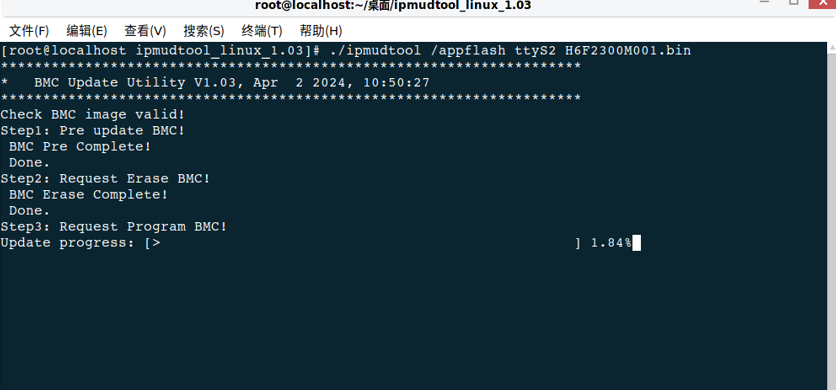 root@localhost:~/桌面/ipmudtool_linux_1.03
文件(F) 编辑(E) 查看(V) 搜索(S) 终端(T) 帮助(H)
[root@localhost ipmudtool_linux_1.03]# ./ipmudtool /appflash ttyS2 H6F2300M001.bin
*********************************************************************
*   BMC Update Utility V1.03, Apr  2 2024, 10:50:27
*********************************************************************
Check BMC image valid!
Step1: Pre update BMC!
 BMC Pre Complete!
 Done.
Step2: Request Erase BMC!
 BMC Erase Complete!
 Done.
Step3: Request Program BMC!
Update progress: [>                                                  ] 1.84%